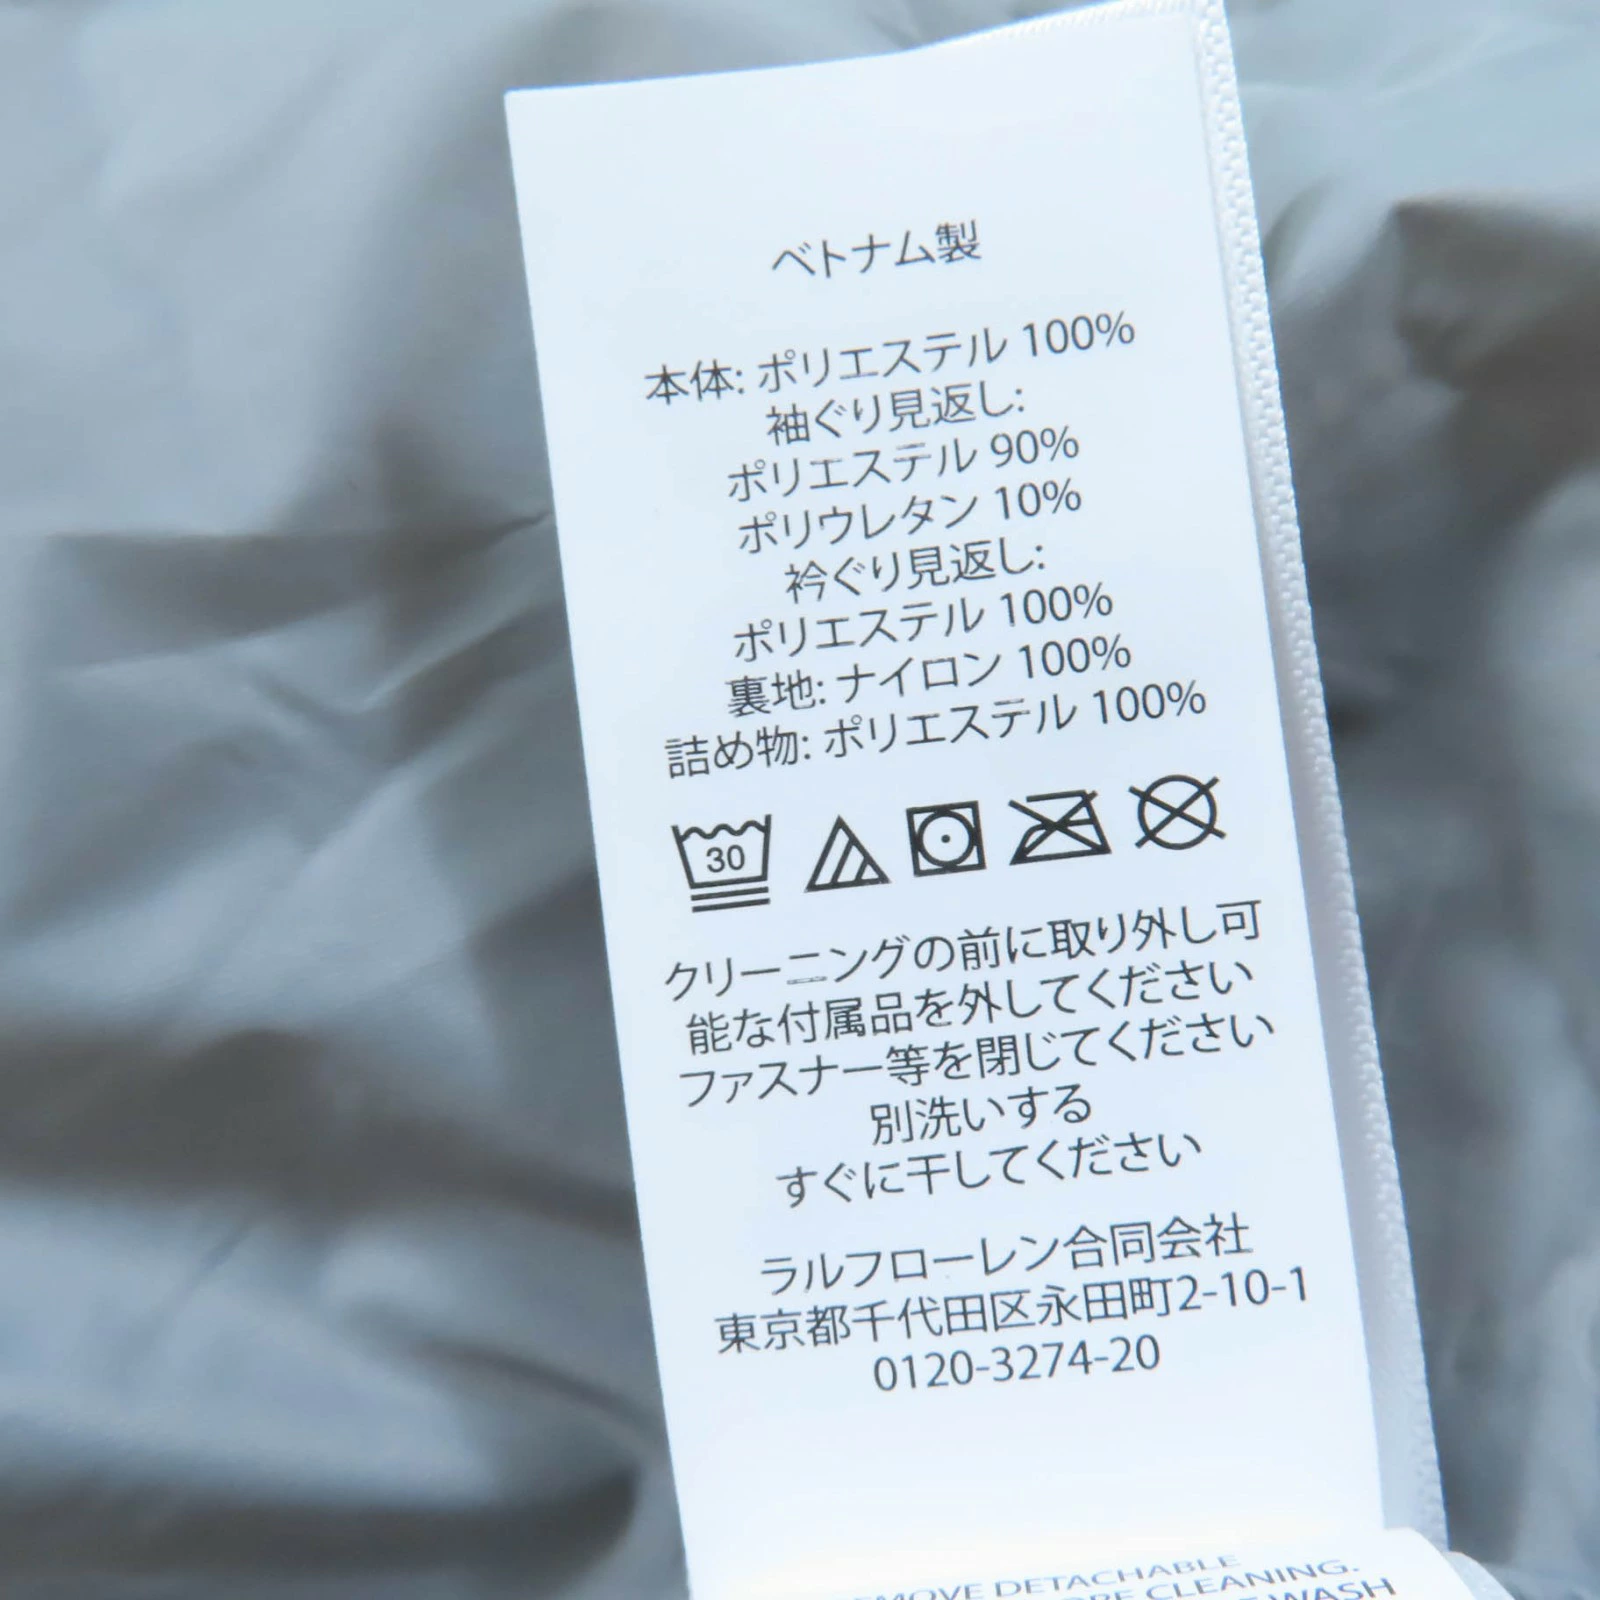 ベトナム製
本体: ポリエステル 100%
袖ぐり見返し:
ポリエステル 90%
ポリウレタン 10%
衿ぐり見返し:
ポリエステル 100%
裏地: ナイロン 100%
詰め物: ポリエステル 100%
30
クリーニングの前に取り外し可
能な付属品を外してください
ファスナー等を閉じてください
別洗いする
すぐに干してください
ラルフローレン合同会社
東京都千代田区永田町2-10-1
0120-3274-20
DETACHABLE
CLEANING.
WASH